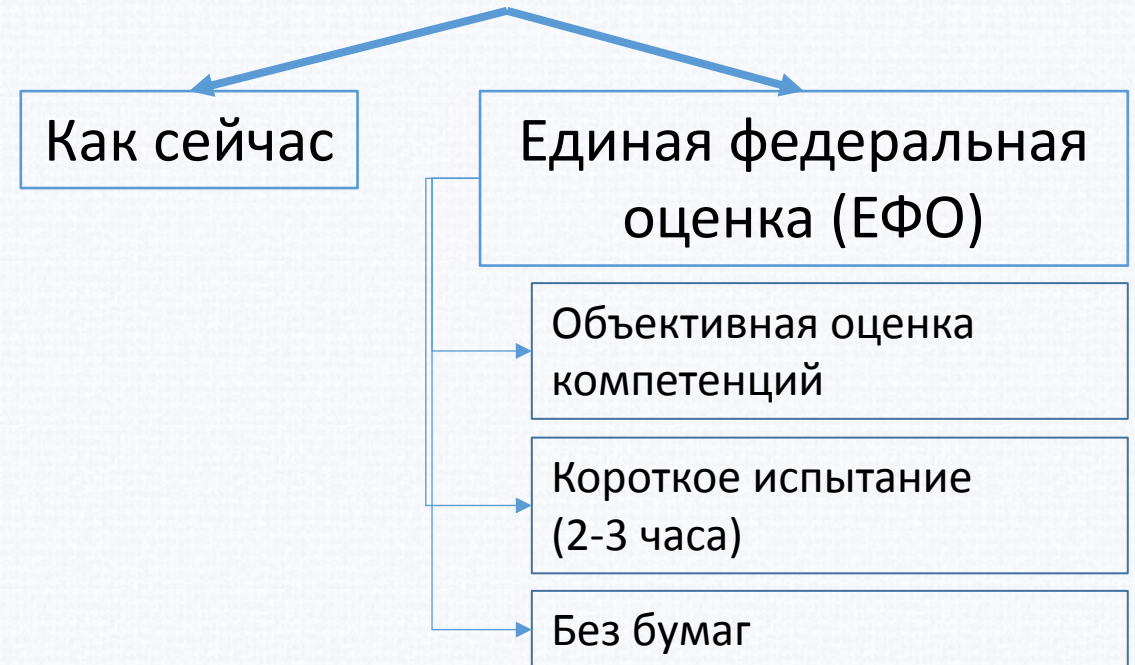 Как сейчас
Единая федеральная
оценка (ЕФО)
Объективная оценка
компетенций
Короткое испытание
(2-3 часа)
Без бумаг